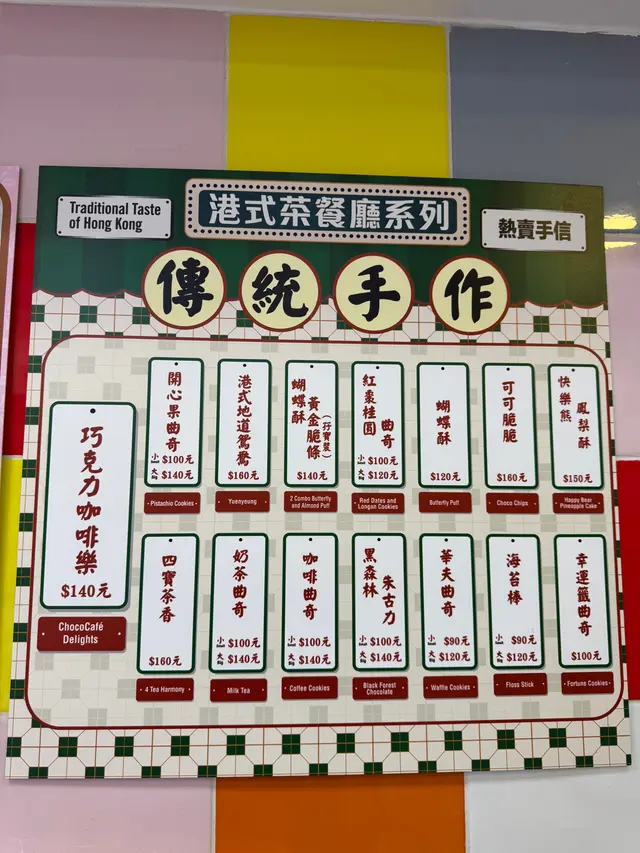 Traditional Taste
of Hong Kong
港式茶餐廳系列
熱賣手信
傳統手作
巧克力咖啡樂
$140元
ChocoCafé
Delights
開心果曲奇
小 $100元
大 $140元
Pistachio Cookies
港式地道鴛鴦
$160元
Yuenyeung
蝴蝶酥
黃金脆條
(孖寶裝)
$140元
2 Combo Butterfly
and Almond Puff
紅棗桂圓
曲奇
小 $100元
大 $120元
Red Dates and
Longan Cookies
蝴蝶酥
$120元
Butterfly Puff
可可脆脆
$160元
Choco Chips
快樂熊
鳳梨酥
$150元
Happy Bear
Pineapple Cake
四寶茶香
$160元
4 Tea Harmony
奶茶曲奇
小 $100元
大 $140元
Milk Tea
咖啡曲奇
小 $100元
大 $140元
Coffee Cookies
黑森林
朱古力
小 $100元
大 $140元
Black Forest
Chocolate
華夫曲奇
小 $90元
大 $120元
Waffle Cookies
海苔棒
小 $90元
大 $120元
Floss Stick
幸運籤曲奇
$100元
Fortune Cookies